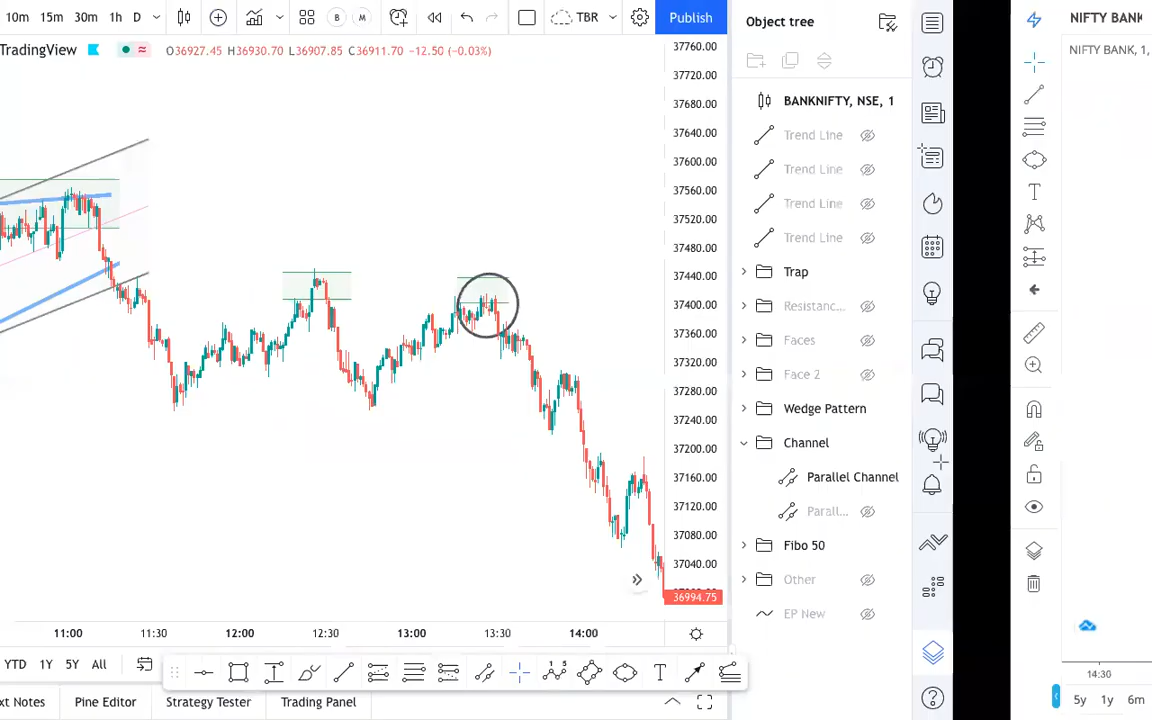 10m 15m 30m 1h D B M TBR Publish
TradingView O36927.45 H36930.70 L36907.85 C36911.70 -12.50 (-0.03%)
37760.00
37720.00
37680.00
37640.00
37600.00
37560.00
37520.00
37480.00
37440.00
37400.00
37360.00
37320.00
37280.00
37240.00
37200.00
37160.00
37120.00
37080.00
37040.00
36994.75
11:00 11:30 12:00 12:30 13:00 13:30 14:00
YTD 1Y 5Y All
xt Notes Pine Editor Strategy Tester Trading Panel
Object tree
BANKNIFTY, NSE, 1
Trend Line
Trend Line
Trend Line
Trend Line
Trap
Resistanc...
Faces
Face 2
Wedge Pattern
Channel
Parallel Channel
Parall...
Fibo 50
Other
EP New
NIFTY BANK
NIFTY BANK, 1,
14:30
5y 1y 6m